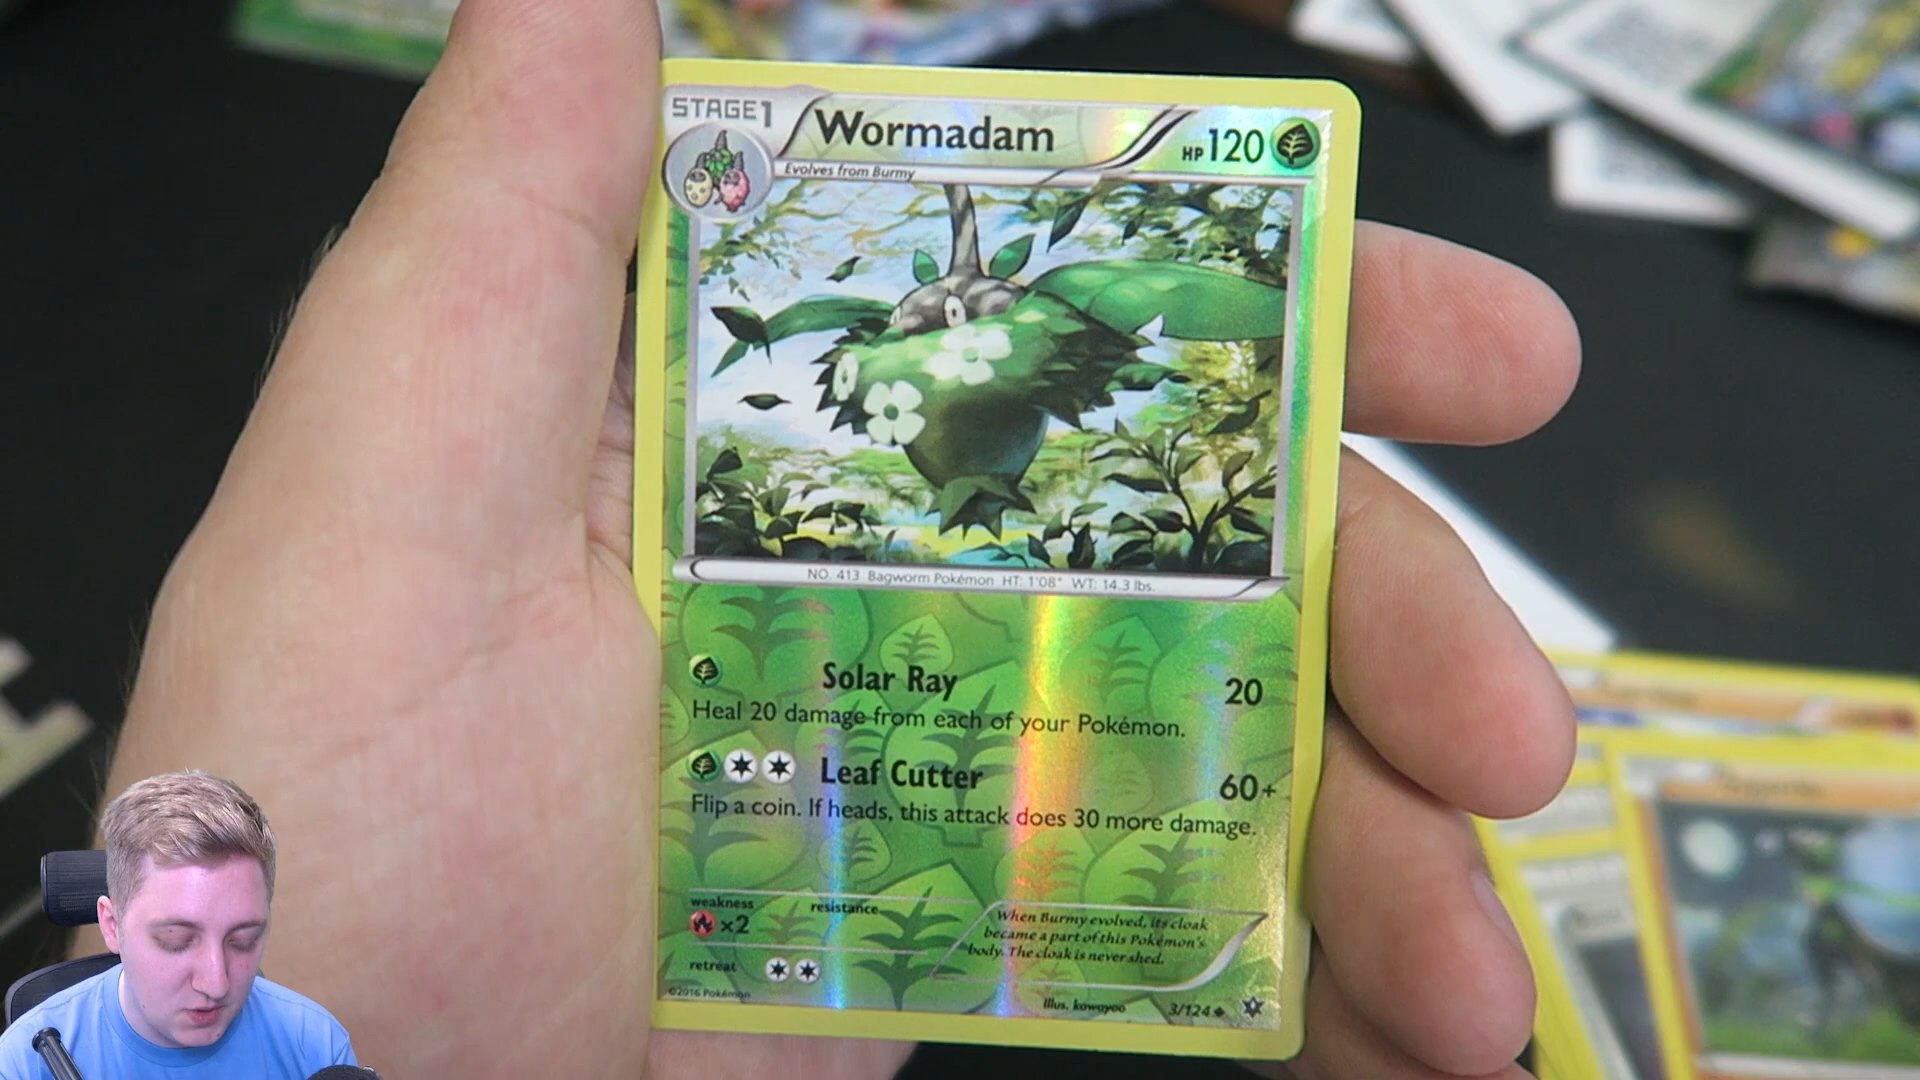 STAGE1
Wormadam
HP120
Evolves from Burmy
NO. 413 Bagworm Pokémon HT: 1'08" WT: 14.3 lbs.
Solar Ray 20
Heal 20 damage from each of your Pokémon.
Leaf Cutter 60+
Flip a coin. If heads, this attack does 30 more damage.
weakness resistance
×2
retreat
When Burmy evolved, its cloak
became a part of this Pokémon's
body. The cloak is never shed.
©2016 Pokémon
Illus. kawayoo 3/124